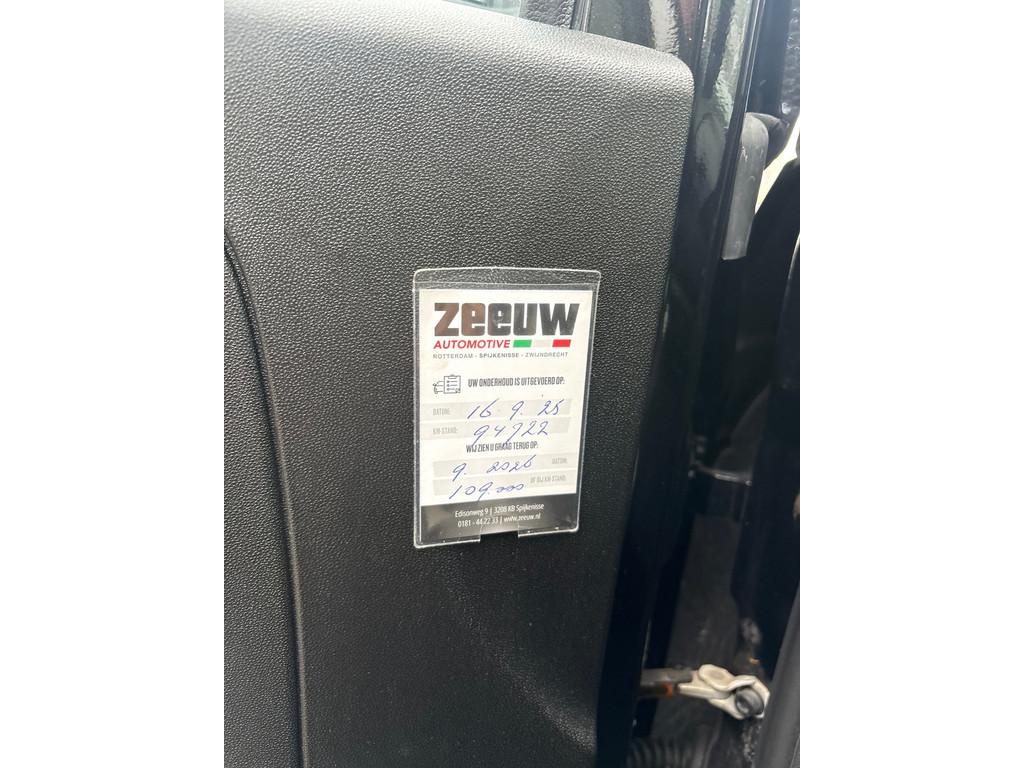 zeeuw
AUTOMOTIVE
ROTTERDAM - SPIJKENISSE - ZWIJNDRECHT
UW ONDERHOUD IS UITGEVOERD OP:
DATUM: 16.9.25
KM-STAND: 94722
WIJ ZIEN U GRAAG TERUG OP:
9. 2026 DATUM:
109.000 OF BIJ KM-STAND:
Edisonweg 9 | 3208 KB Spijkenisse
0181 - 44 22 33 | www.zeeuw.nl